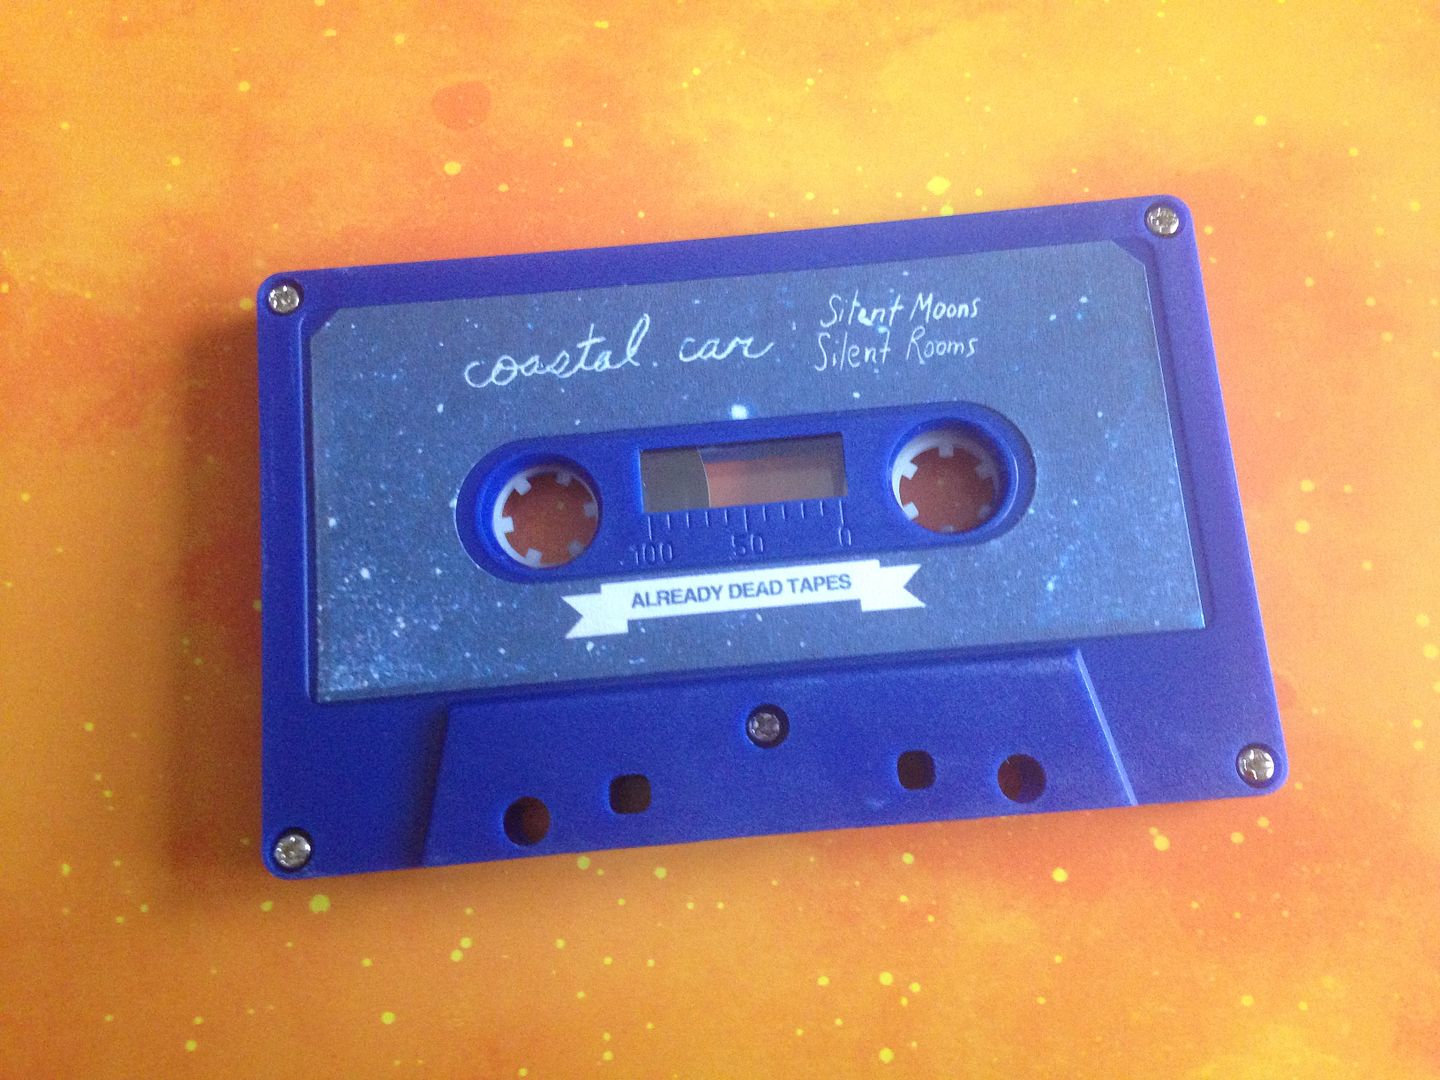 coastal car
Silent Moons
Silent Rooms
100 50 0
ALREADY DEAD TAPES